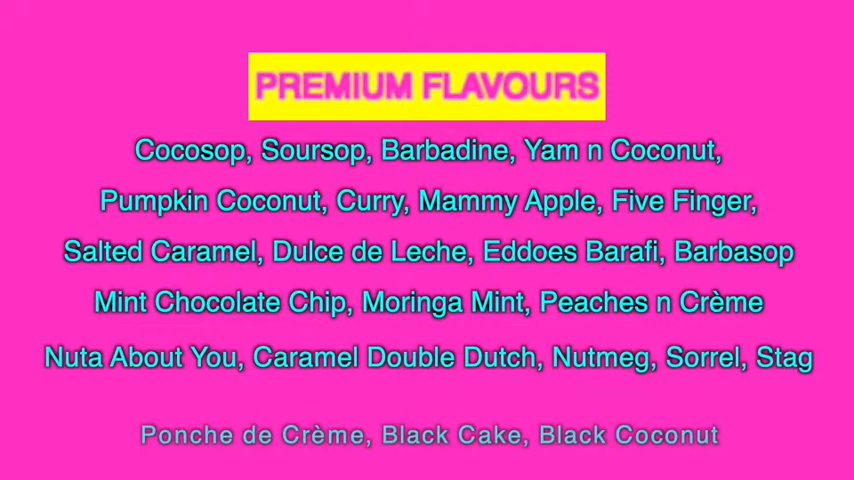 PREMIUM FLAVOURS
Cocosop, Soursop, Barbadine, Yam n Coconut,
Pumpkin Coconut, Curry, Mammy Apple, Five Finger,
Salted Caramel, Dulce de Leche, Eddoes Barafi, Barbasop
Mint Chocolate Chip, Moringa Mint, Peaches n Crème
Nuta About You, Caramel Double Dutch, Nutmeg, Sorrel, Stag
Ponche de Crème, Black Cake, Black Coconut